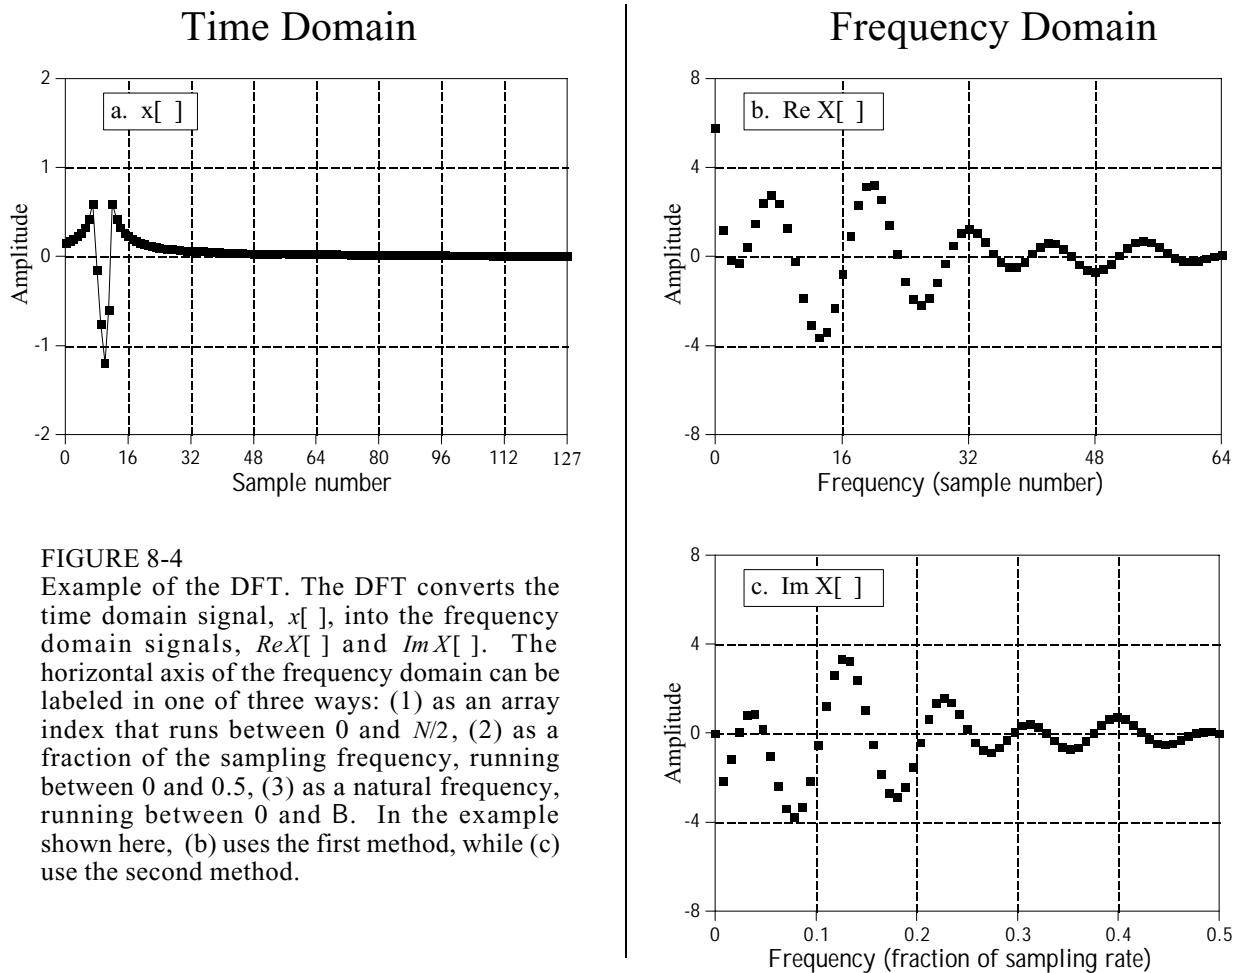 Time Domain
Frequency Domain
2
1
0
-1
-2
Amplitude
a. x[ ]
0 16 32 48 64 80 96 112 127
Sample number
8
4
0
-4
-8
Amplitude
b. Re X[ ]
0 16 32 48 64
Frequency (sample number)
FIGURE 8-4
Example of the DFT. The DFT converts the
time domain signal, x[ ], into the frequency
domain signals, ReX[ ] and ImX[ ]. The
horizontal axis of the frequency domain can be
labeled in one of three ways: (1) as an array
index that runs between 0 and N/2, (2) as a
fraction of the sampling frequency, running
between 0 and 0.5, (3) as a natural frequency,
running between 0 and B. In the example
shown here, (b) uses the first method, while (c)
use the second method.
8
4
0
-4
-8
Amplitude
c. Im X[ ]
0 0.1 0.2 0.3 0.4 0.5
Frequency (fraction of sampling rate)